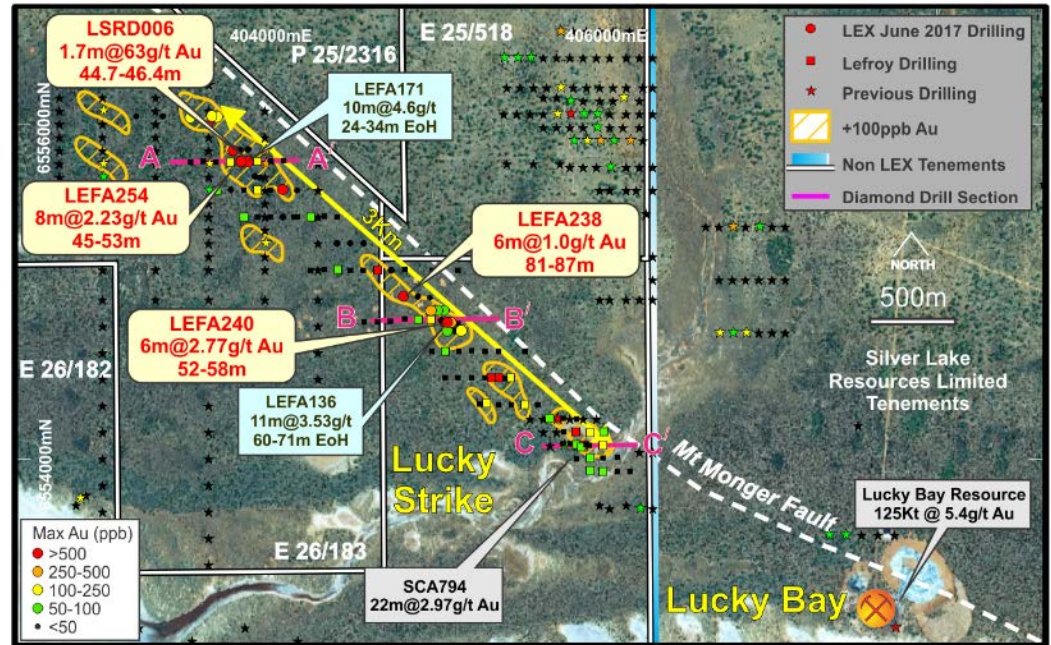 LSRD006
1.7m@63g/t Au
44.7-46.4m
404000mE
P 25/2316
E 25/518
406000mE
LEFA171
10m@4.6g/t
24-34m EoH
LEX June 2017 Drilling
Lefroy Drilling
Previous Drilling
+100ppb Au
Non LEX Tenements
Diamond Drill Section
6556000mN
A
A'
LEFA254
8m@2.23g/t Au
45-53m
3Km
LEFA238
6m@1.0g/t Au
81-87m
NORTH
500m
B
B'
LEFA240
6m@2.77g/t Au
52-58m
E 26/182
Silver Lake
Resources Limited
Tenements
LEFA136
11m@3.53g/t
60-71m EoH
6554000mN
C
C'
Lucky
Strike
Mt Monger Fault
Lucky Bay Resource
125Kt @ 5.4g/t Au
Max Au (ppb)
>500
250-500
100-250
50-100
<50
E 26/183
SCA794
22m@2.97g/t Au
Lucky Bay